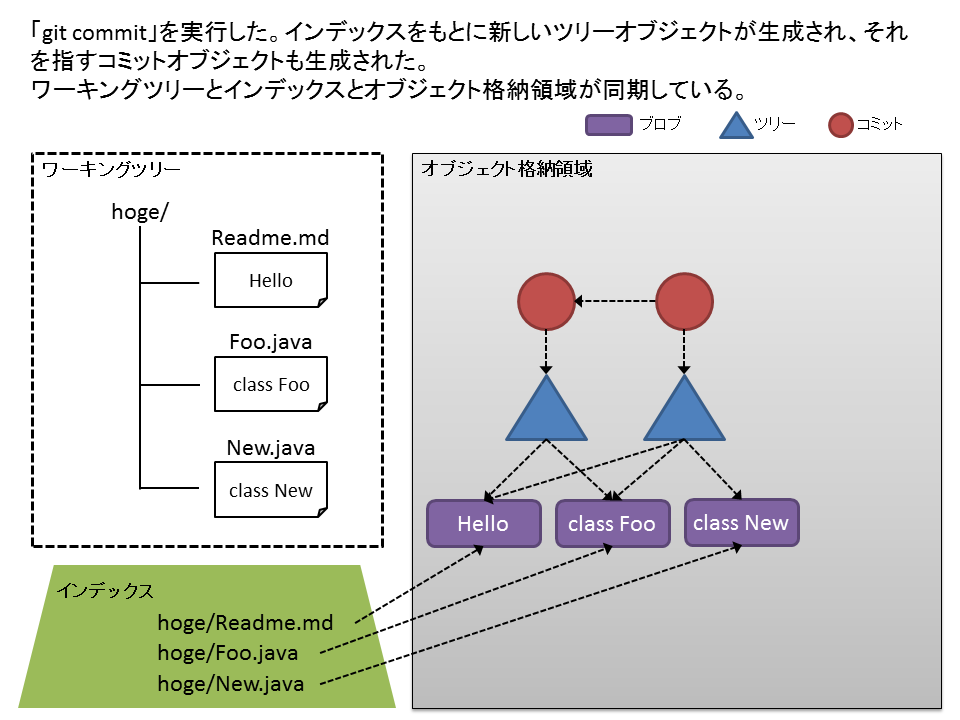 「git commit」を実行した。インデックスをもとに新しいツリーオブジェクトが生成され、それ
を指すコミットオブジェクトも生成された。
ワーキングツリーとインデックスとオブジェクト格納領域が同期している。
ブロブ ツリー コミット
ワーキングツリー
hoge/
Readme.md
Hello
Foo.java
class Foo
New.java
class New
オブジェクト格納領域
Hello class Foo class New
インデックス
hoge/Readme.md
hoge/Foo.java
hoge/New.java